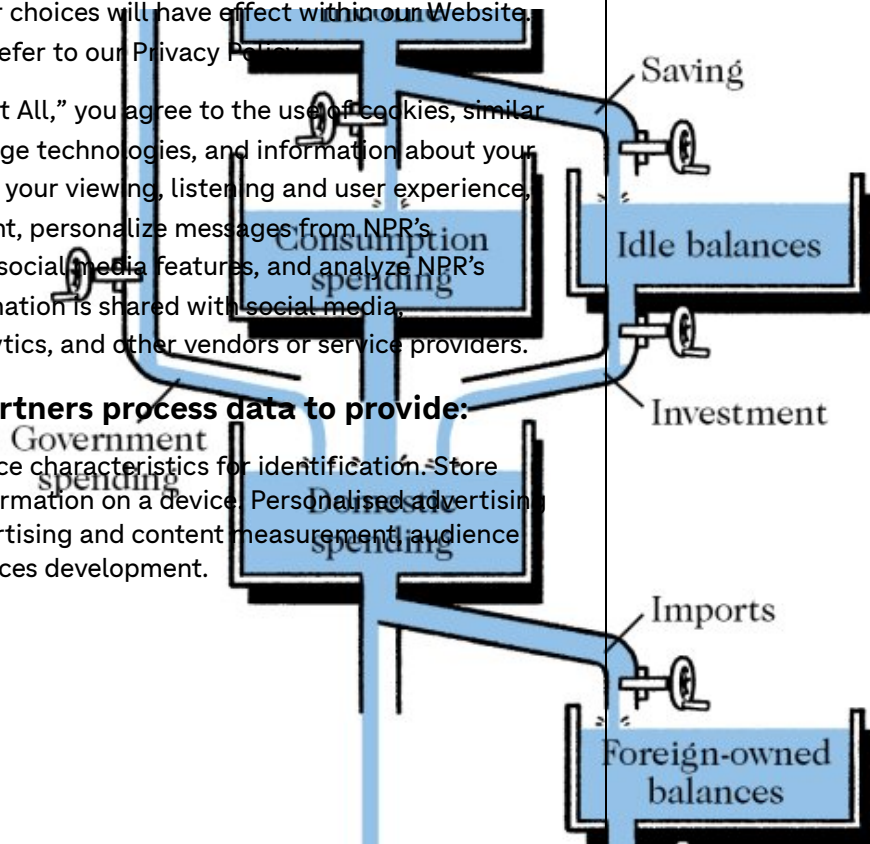 r choices will have effect within our Website.
efer to our Privacy Policy.
t All,” you agree to the use of cookies, similar
ge technologies, and information about your
your viewing, listening and user experience,
nt, personalize messages from NPR’s
social media features, and analyze NPR’s
nation is shared with social media,
ytics, and other vendors or service providers.
rtners process data to provide:
ce characteristics for identification. Store
ormation on a device. Personalised advertising
rtising and content measurement, audience
ces development.
income
Saving
Consumption
spending
Idle balances
Government
spending
Investment
Domestic
spending
Imports
Foreign-owned
balances